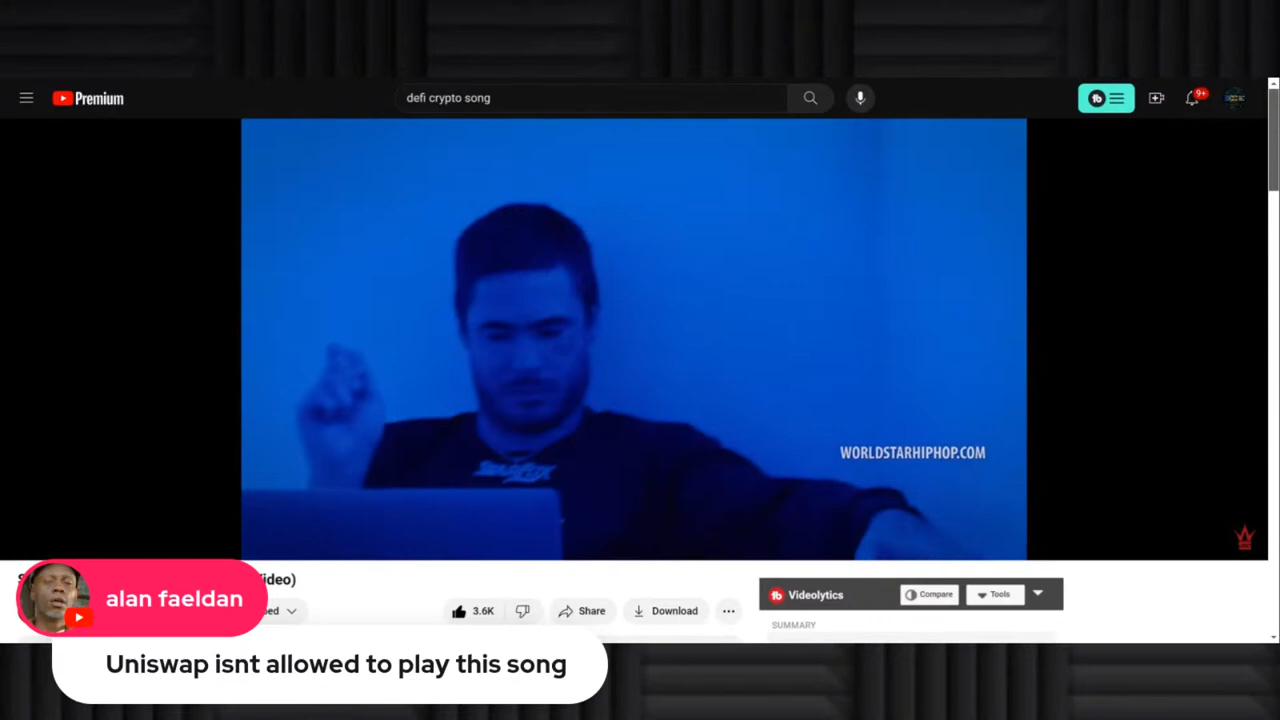 Premium
defi crypto song
9+
WORLDSTARHIPHOP.COM
ideo)
3.6K
Share
Download
Videolytics
Compare
Tools
SUMMARY
alan faeldan
Uniswap isnt allowed to play this song